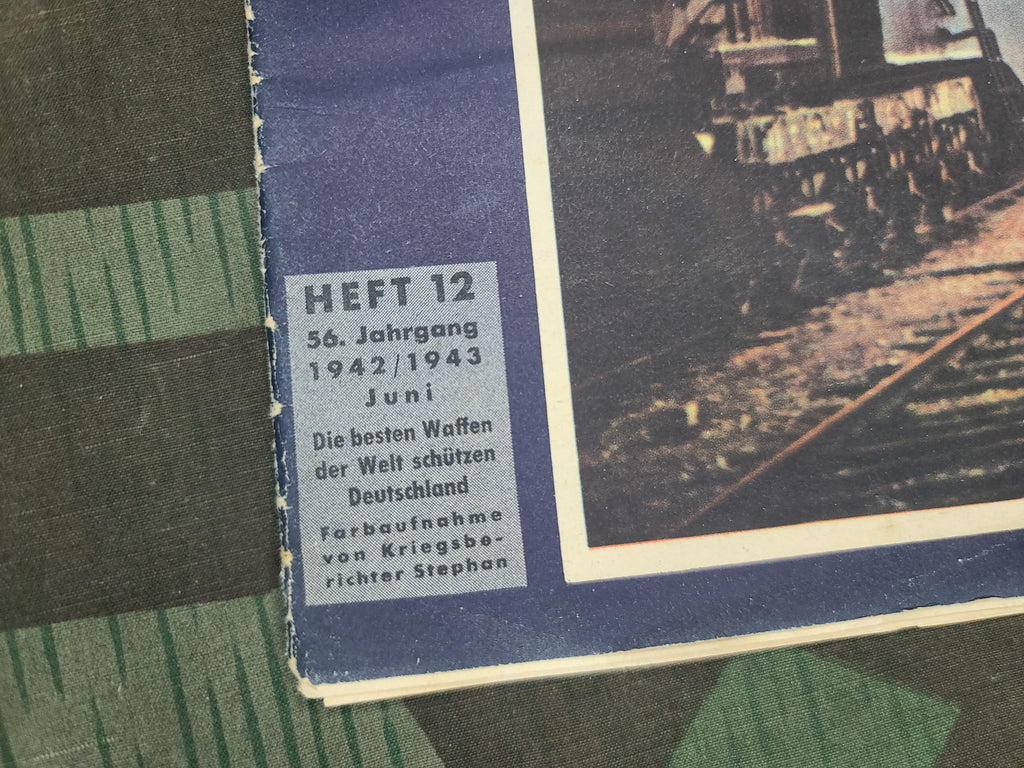 HEFT 12
56. Jahrgang
1942/1943
Juni
Die besten Waffen
der Welt schützen
Deutschland
Farbaufnahme
von Kriegsbe-
richter Stephan